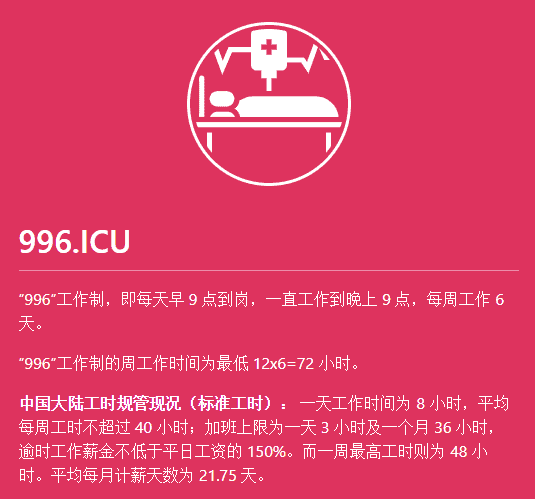 996.ICU
"996"工作制，即每天早 9 点到岗，一直工作到晚上 9 点，每周工作 6
天。
"996"工作制的周工作时间为最低 12x6=72 小时。
中国大陆工时规管现况（标准工时）： 一天工作时间为 8 小时，平均
每周工时不超过 40 小时；加班上限为一天 3 小时及一个月 36 小时，
逾时工作薪金不低于平日工资的 150%。而一周最高工时则为 48 小
时。平均每月计薪天数为 21.75 天。